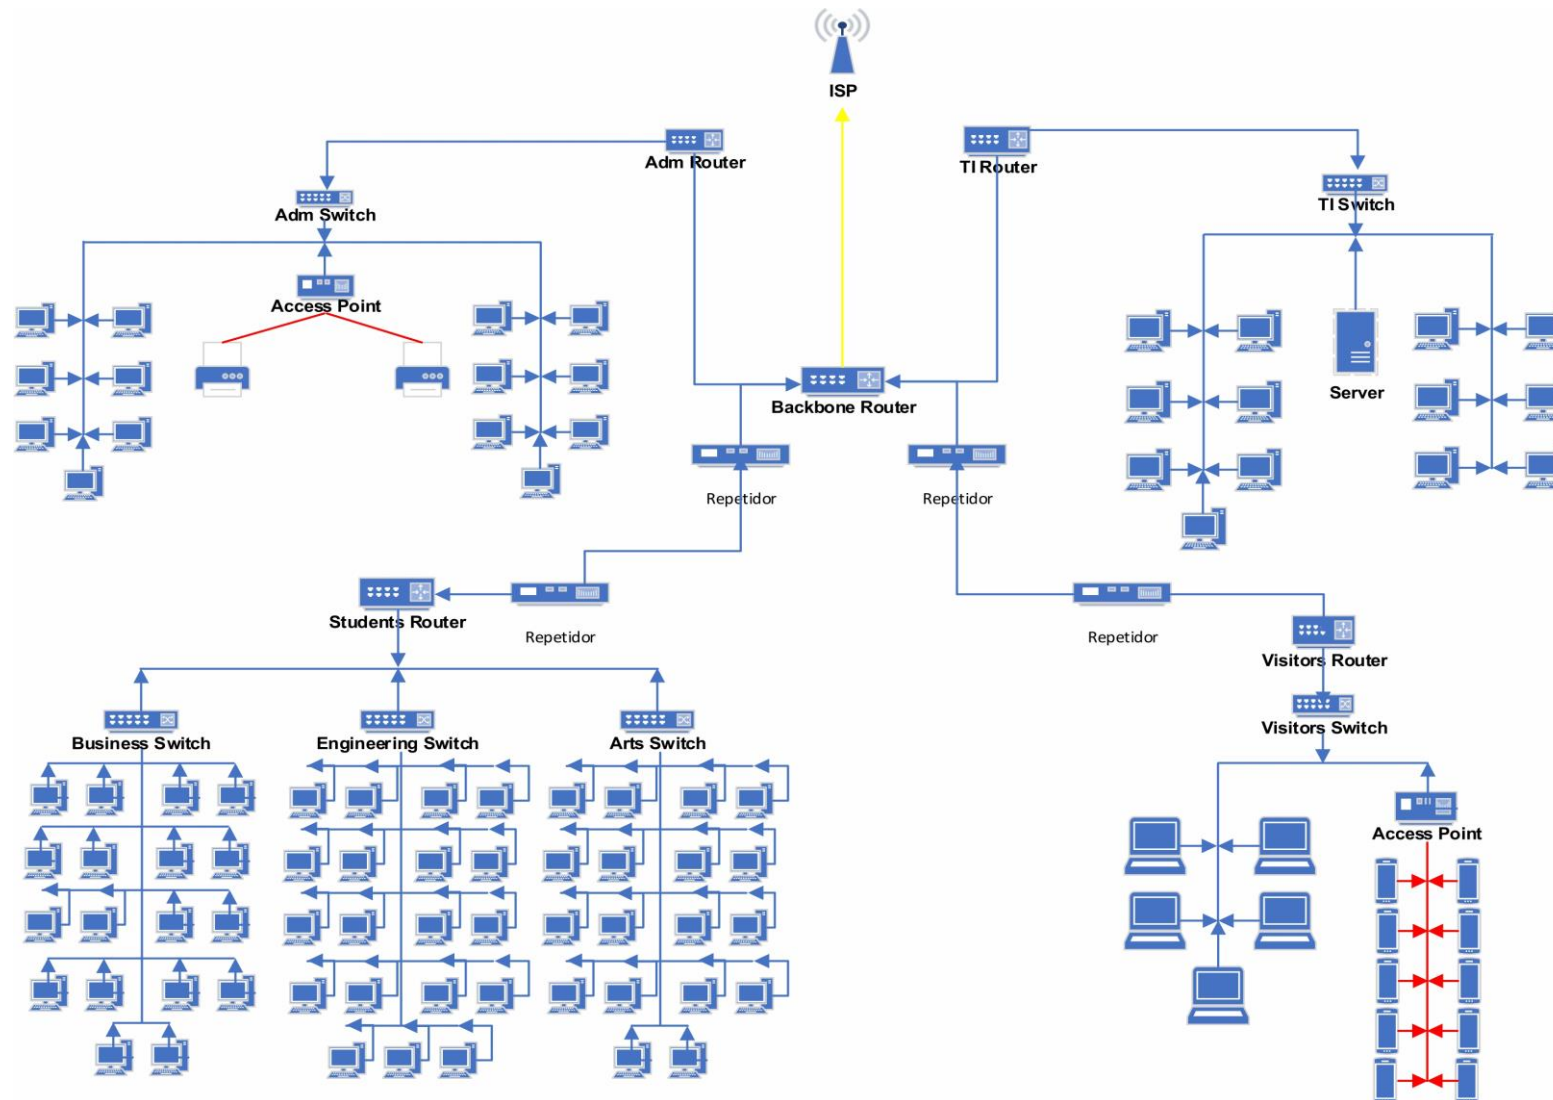 ISP
Adm Router
TI Router
Adm Switch
TI Switch
Access Point
Server
Backbone Router
Repetidor
Repetidor
Students Router
Repetidor
Repetidor
Visitors Router
Visitors Switch
Business Switch
Engineering Switch
Arts Switch
Access Point